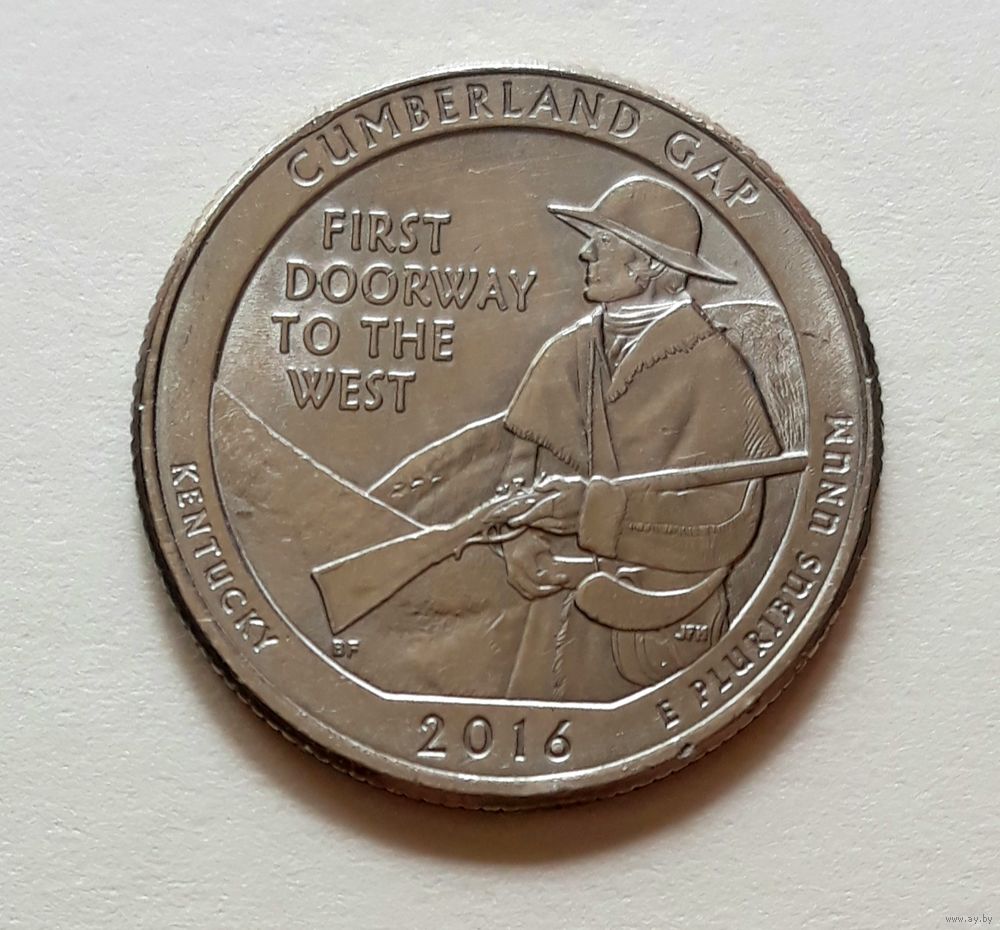 CUMBERLAND GAP
FIRST
DOORWAY
TO THE
WEST
KENTUCKY
E PLURIBUS UNUM
BF
JFM
2016
www.ay.by